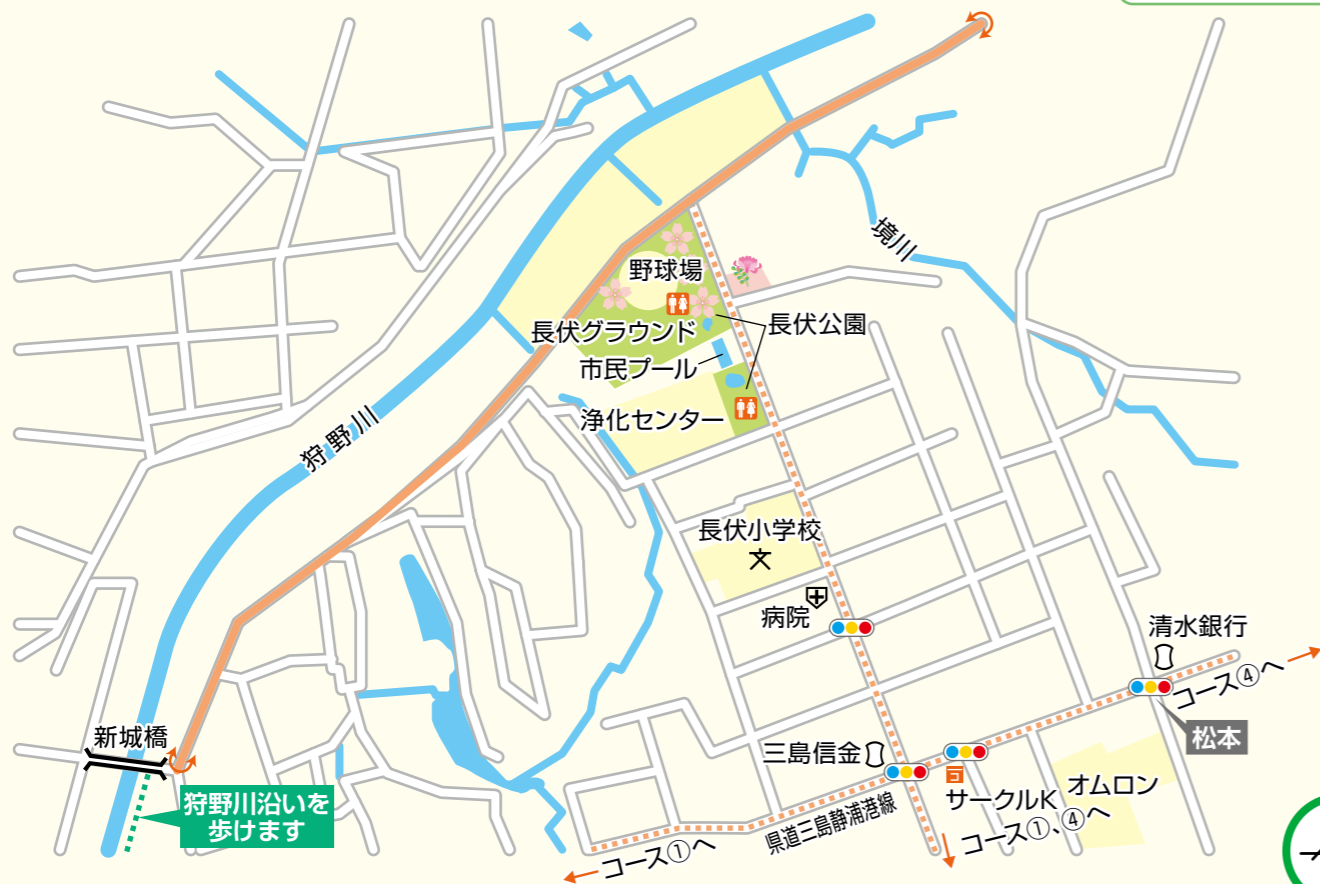 境川
野球場
長伏グラウンド
長伏公園
市民プール
浄化センター
狩野川
長伏小学校
文
病院
清水銀行
コース④へ
松本
新城橋
三島信金
狩野川沿いを
歩けます
サークルK
オムロン
県道三島静浦港線
コース①、④へ
コース①へ